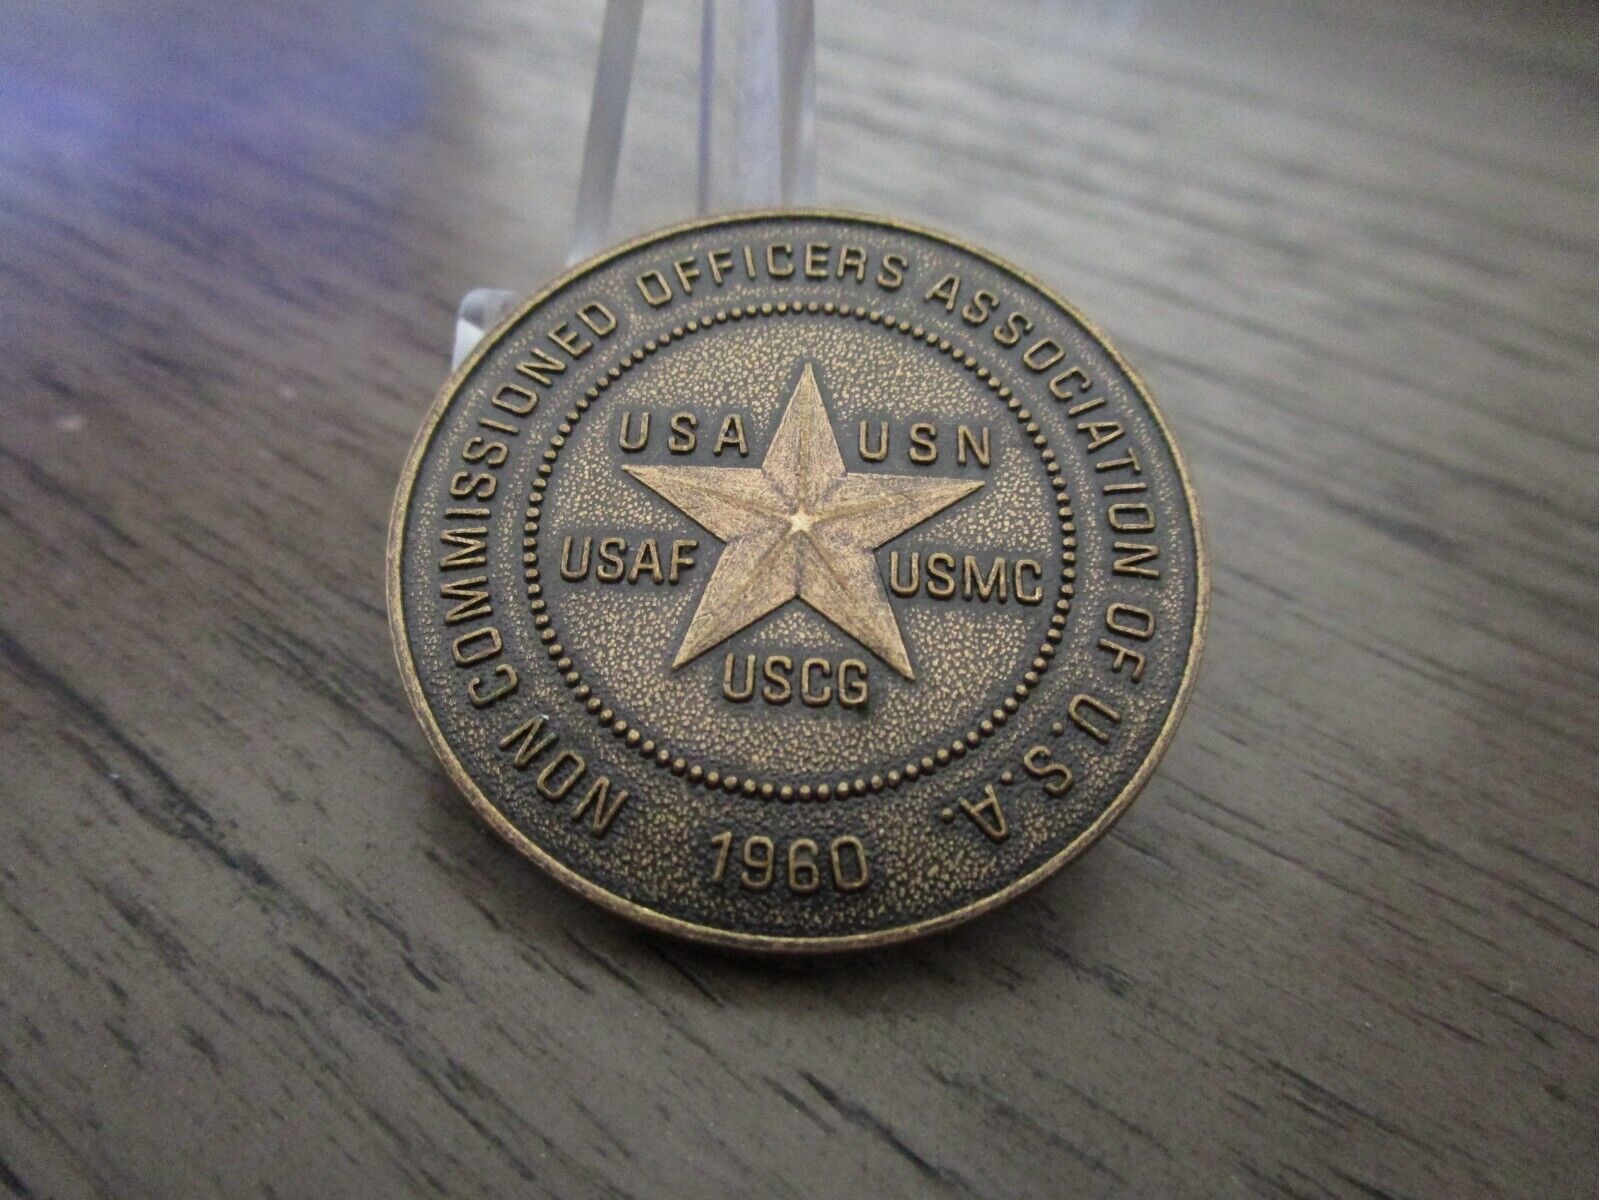 NON COMMISSIONED OFFICERS ASSOCIATION OF U.S.A.
USA USN
USAF USMC
USCG
1960